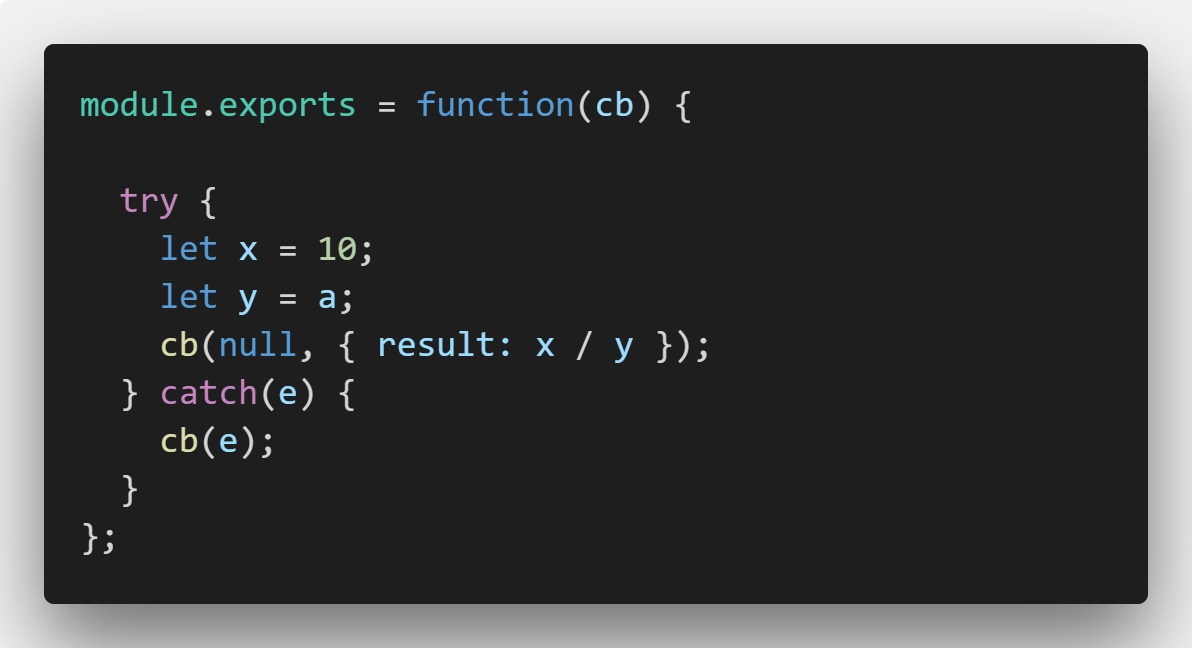 module.exports = function(cb) {

  try {
    let x = 10;
    let y = a;
    cb(null, { result: x / y });
  } catch(e) {
    cb(e);
  }
};